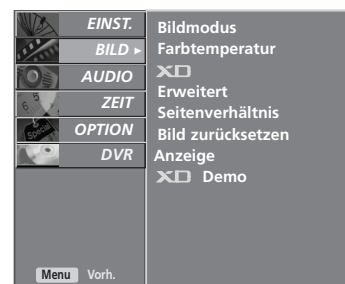 EINST.
BILD ►
AUDIO
ZEIT
OPTION
DVR
Menu Vorh.
Bildmodus
Farbtemperatur
XD
Erweitert
Seitenverhältnis
Bild zurücksetzen
Anzeige
XD Demo